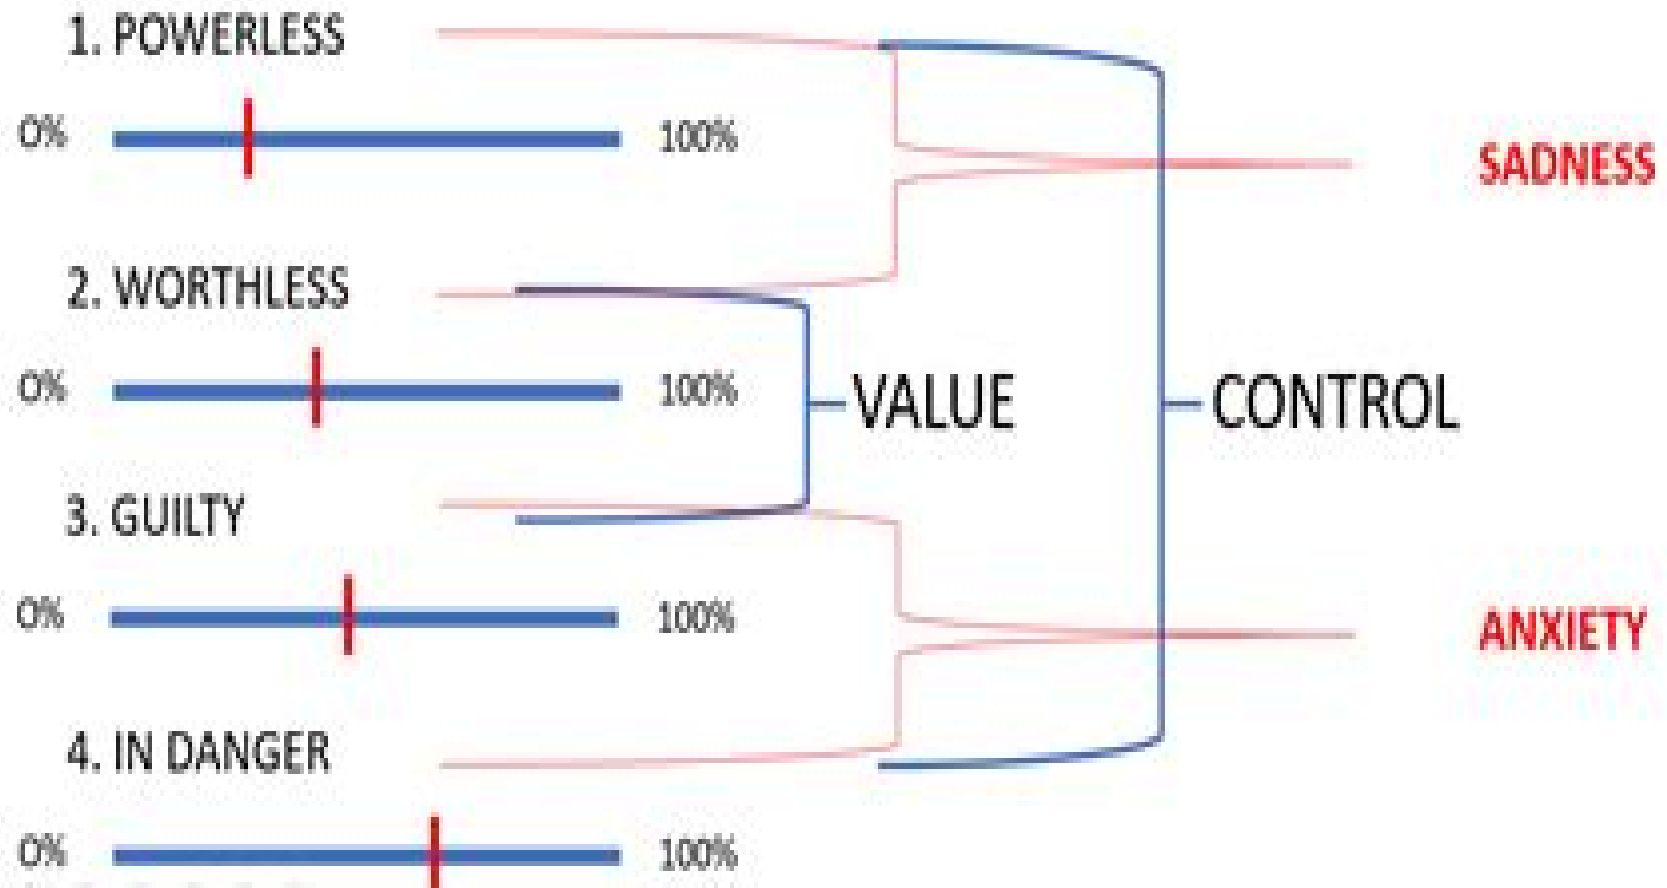 1. POWERLESS
0% 100%
SADNESS
2. WORTHLESS
0% 100%
VALUE CONTROL
3. GUILTY
0% 100%
ANXIETY
4. IN DANGER
0% 100%